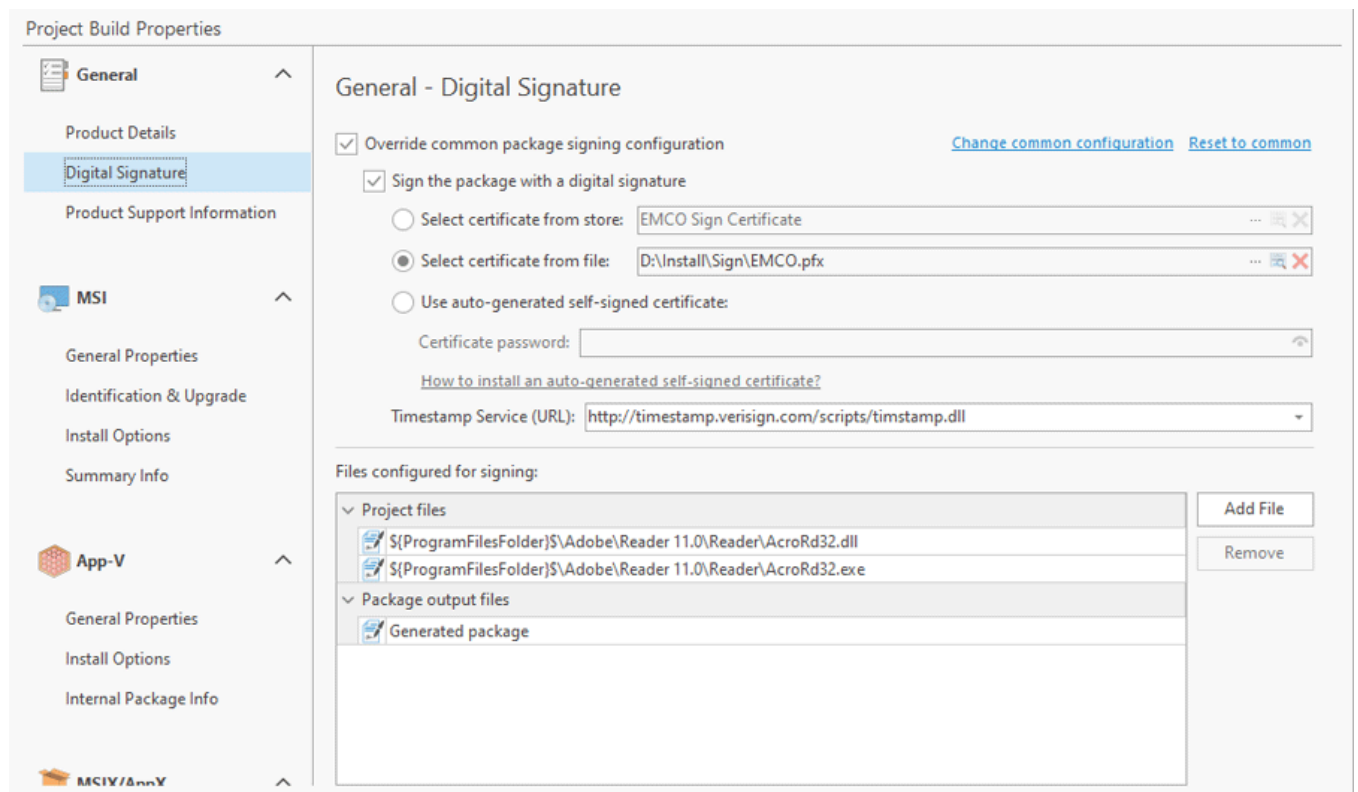 Project Build Properties
General
Product Details
Digital Signature
Product Support Information
MSI
General Properties
Identification & Upgrade
Install Options
Summary Info
App-V
General Properties
Install Options
Internal Package Info
MSIX/AppX
General - Digital Signature
Override common package signing configuration Change common configuration Reset to common
Sign the package with a digital signature
Select certificate from store: EMCO Sign Certificate ...
Select certificate from file: D:\Install\Sign\EMCO.pfx ...
Use auto-generated self-signed certificate:
Certificate password:
How to install an auto-generated self-signed certificate?
Timestamp Service (URL): http://timestamp.verisign.com/scripts/timstamp.dll
Files configured for signing:
Project files
${ProgramFilesFolder}$\Adobe\Reader 11.0\Reader\AcroRd32.dll
${ProgramFilesFolder}$\Adobe\Reader 11.0\Reader\AcroRd32.exe
Package output files
Generated package
Add File
Remove